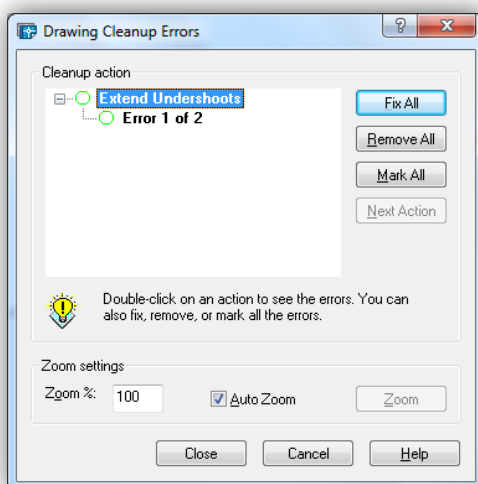 Drawing Cleanup Errors
Cleanup action
Extend Undershoots
Error 1 of 2
Fix All
Remove All
Mark All
Next Action
Double-click on an action to see the errors. You can
also fix, remove, or mark all the errors.
Zoom settings
Zoom %: 100 Auto Zoom Zoom
Close Cancel Help